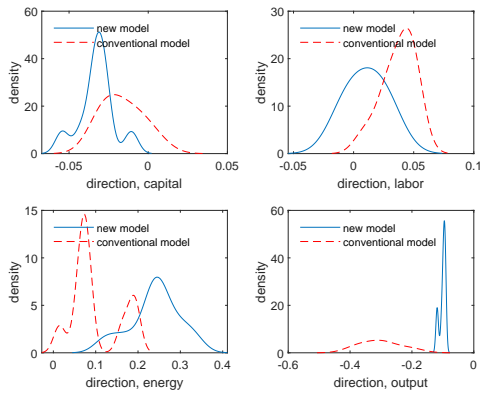 60
40
20
0
density
new model
conventional model
-0.05
0
0.05
direction, capital
30
20
10
0
density
new model
conventional model
-0.05
0
0.05
0.1
direction, labor
15
10
5
0
density
new model
conventional model
0
0.1
0.2
0.3
0.4
direction, energy
60
40
20
0
density
new model
conventional model
-0.6
-0.4
-0.2
0
direction, output